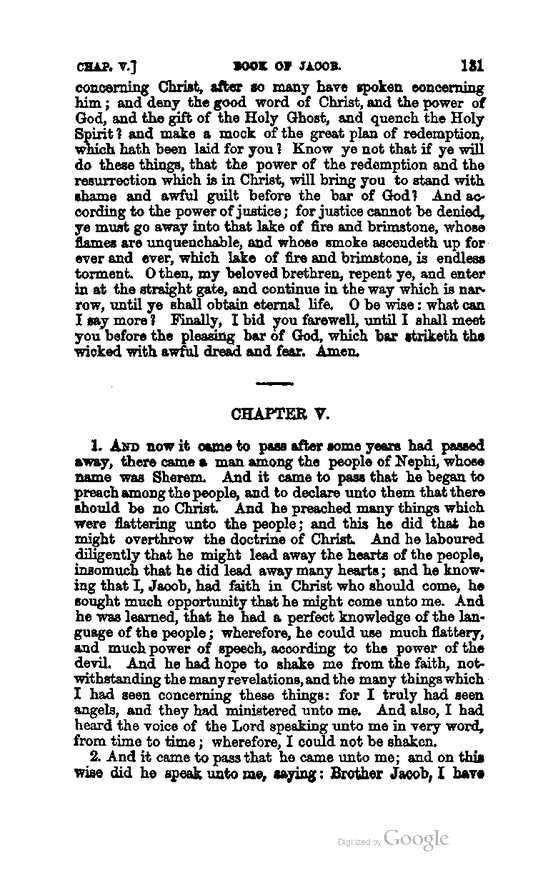 CHAP. V.] BOOK OF JACOB. 131
concerning Christ, after so many have spoken concerning
him; and deny the good word of Christ, and the power of
God, and the gift of the Holy Ghost, and quench the Holy
Spirit? and make a mock of the great plan of redemption,
which hath been laid for you? Know ye not that if ye will
do these things, that the power of the redemption and the
resurrection which is in Christ, will bring you to stand with
shame and awful guilt before the bar of God? And ac-
cording to the power of justice; for justice cannot be denied,
ye must go away into that lake of fire and brimstone, whose
flames are unquenchable, and whose smoke ascendeth up for
ever and ever, which lake of fire and brimstone, is endless
torment. O then, my beloved brethren, repent ye, and enter
in at the straight gate, and continue in the way which is nar-
row, until ye shall obtain eternal life. O be wise: what can
I say more? Finally, I bid you farewell, until I shall meet
you before the pleasing bar of God, which bar striketh the
wicked with awful dread and fear. Amen.
CHAPTER V.
1. AND now it came to pass after some years had passed
away, there came a man among the people of Nephi, whose
name was Sherem. And it came to pass that he began to
preach among the people, and to declare unto them that there
should be no Christ. And he preached many things which
were flattering unto the people; and this he did that he
might overthrow the doctrine of Christ. And he laboured
diligently that he might lead away the hearts of the people,
insomuch that he did lead away many hearts; and he know-
ing that I, Jacob, had faith in Christ who should come, he
sought much opportunity that he might come unto me. And
he was learned, that he had a perfect knowledge of the lan-
guage of the people; wherefore, he could use much flattery,
and much power of speech, according to the power of the
devil. And he had hope to shake me from the faith, not-
withstanding the many revelations, and the many things which
I had seen concerning these things: for I truly had seen
angels, and they had ministered unto me. And also, I had
heard the voice of the Lord speaking unto me in very word,
from time to time; wherefore, I could not be shaken.
2. And it came to pass that he came unto me; and on this
wise did he speak unto me, saying: Brother Jacob, I have
Digitized by Google